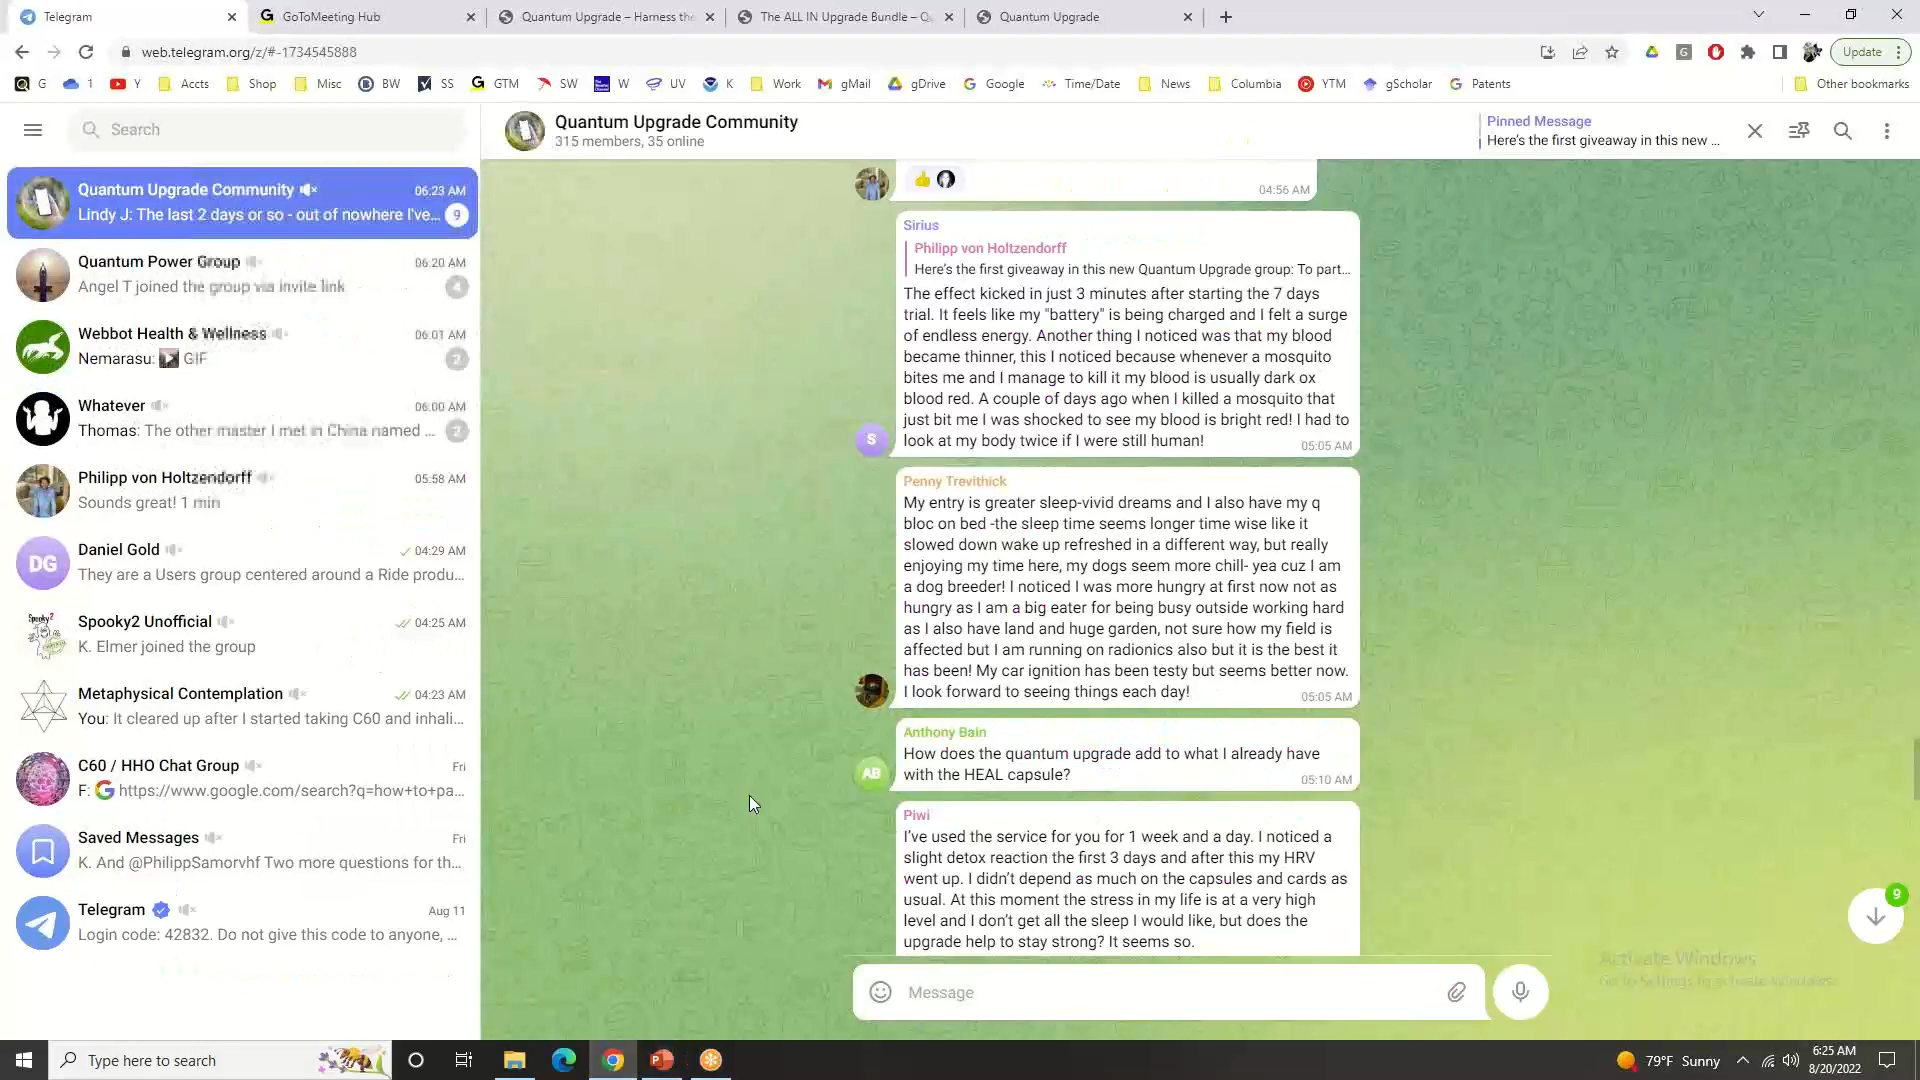 Telegram
GoToMeeting Hub
Quantum Upgrade – Harness the
The ALL IN Upgrade Bundle – Q
Quantum Upgrade
web.telegram.org/z/#-1734545888
Update
G
1
Y
Accts
Shop
Misc
BW
SS
GTM
SW
W
UV
K
Work
gMail
gDrive
Google
Time/Date
News
Columbia
YTM
gScholar
Patents
Other bookmarks
Search
Quantum Upgrade Community
06:23 AM
Lindy J: The last 2 days or so - out of nowhere I've...
9
Quantum Power Group
06:20 AM
Angel T joined the group via invite link
4
Webbot Health & Wellness
06:01 AM
Nemarasu: GIF
2
Whatever
06:00 AM
Thomas: The other master I met in China named ...
2
Philipp von Holtzendorff
05:58 AM
Sounds great! 1 min
DG
Daniel Gold
04:29 AM
They are a Users group centered around a Ride produ...
Spooky2
Spooky2 Unofficial
04:25 AM
K. Elmer joined the group
Metaphysical Contemplation
04:23 AM
You: It cleared up after I started taking C60 and inhali...
C60 / HHO Chat Group
Fri
F: https://www.google.com/search?q=how+to+pa...
Saved Messages
Fri
K. And @PhilippSamorvhf Two more questions for th...
Telegram
Aug 11
Login code: 42832. Do not give this code to anyone, ...
Quantum Upgrade Community
315 members, 35 online
Pinned Message
Here's the first giveaway in this new ...
04:56 AM
Sirius
Philipp von Holtzendorff
Here's the first giveaway in this new Quantum Upgrade group: To part...
The effect kicked in just 3 minutes after starting the 7 days
trial. It feels like my "battery" is being charged and I felt a surge
of endless energy. Another thing I noticed was that my blood
became thinner, this I noticed because whenever a mosquito
bites me and I manage to kill it my blood is usually dark ox
blood red. A couple of days ago when I killed a mosquito that
just bit me I was shocked to see my blood is bright red! I had to
look at my body twice if I were still human!
05:05 AM
S
Penny Trevithick
My entry is greater sleep-vivid dreams and I also have my q
bloc on bed -the sleep time seems longer time wise like it
slowed down wake up refreshed in a different way, but really
enjoying my time here, my dogs seem more chill- yea cuz I am
a dog breeder! I noticed I was more hungry at first now not as
hungry as I am a big eater for being busy outside working hard
as I also have land and huge garden, not sure how my field is
affected but I am running on radionics also but it is the best it
has been! My car ignition has been testy but seems better now.
I look forward to seeing things each day!
05:05 AM
Anthony Bain
How does the quantum upgrade add to what I already have
with the HEAL capsule?
05:10 AM
AB
Piwi
I've used the service for you for 1 week and a day. I noticed a
slight detox reaction the first 3 days and after this my HRV
went up. I didn't depend as much on the capsules and cards as
usual. At this moment the stress in my life is at a very high
level and I don't get all the sleep I would like, but does the
upgrade help to stay strong? It seems so.
9
Activate Windows
Go to Settings to activate Windows.
Message
Type here to search
79°F Sunny
6:25 AM
8/20/2022